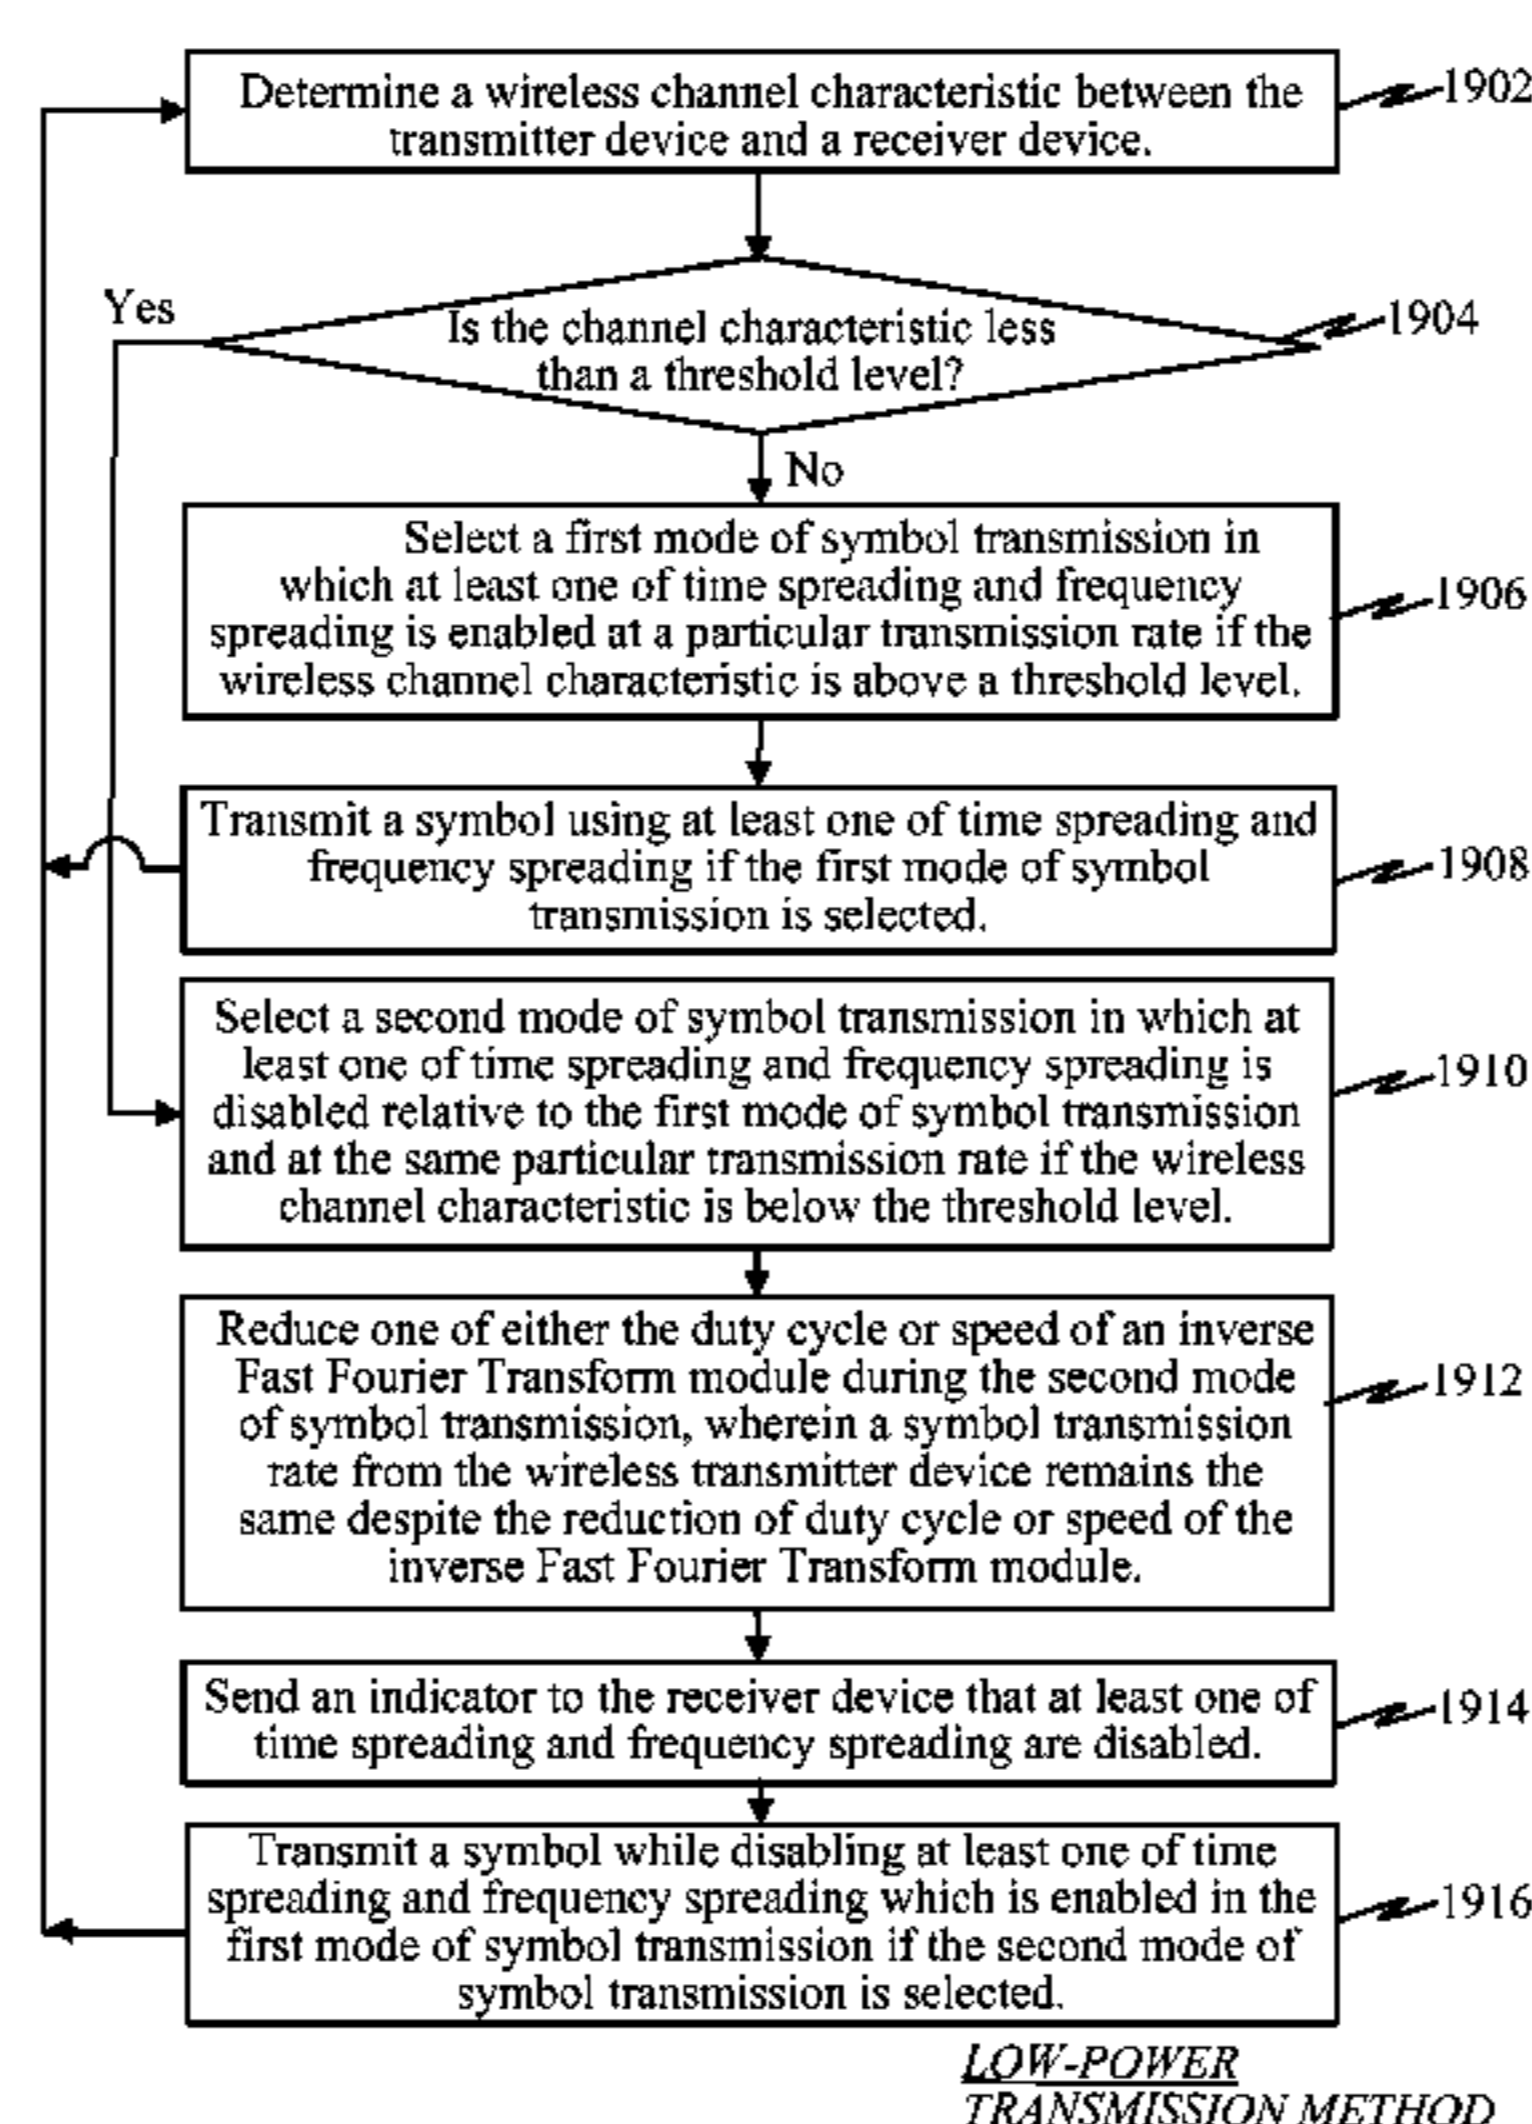 Determine a wireless channel characteristic between the
transmitter device and a receiver device.
1902
Yes
Is the channel characteristic less
than a threshold level?
1904
No
Select a first mode of symbol transmission in
which at least one of time spreading and frequency
spreading is enabled at a particular transmission rate if the
wireless channel characteristic is above a threshold level.
1906
Transmit a symbol using at least one of time spreading and
frequency spreading if the first mode of symbol
transmission is selected.
1908
Select a second mode of symbol transmission in which at
least one of time spreading and frequency spreading is
disabled relative to the first mode of symbol transmission
and at the same particular transmission rate if the wireless
channel characteristic is below the threshold level.
1910
Reduce one of either the duty cycle or speed of an inverse
Fast Fourier Transform module during the second mode
of symbol transmission, wherein a symbol transmission
rate from the wireless transmitter device remains the
same despite the reduction of duty cycle or speed of the
inverse Fast Fourier Transform module.
1912
Send an indicator to the receiver device that at least one of
time spreading and frequency spreading are disabled.
1914
Transmit a symbol while disabling at least one of time
spreading and frequency spreading which is enabled in the
first mode of symbol transmission if the second mode of
symbol transmission is selected.
1916
LOW-POWER
TRANSMISSION METHOD